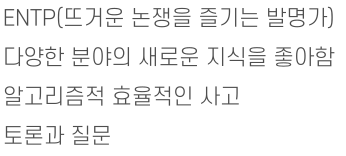 ENTP(뜨거운 논쟁을 즐기는 발명가)
다양한 분야의 새로운 지식을 좋아함
알고리즘적 효율적인 사고
토론과 질문